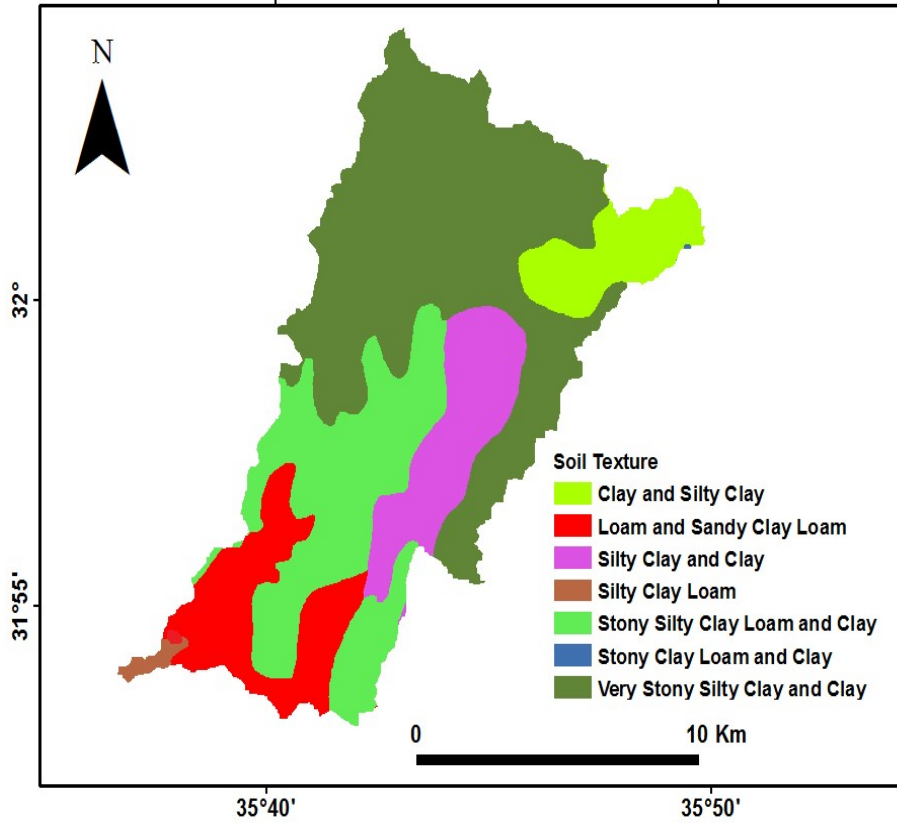 N
32°
31°55'
Soil Texture
Clay and Silty Clay
Loam and Sandy Clay Loam
Silty Clay and Clay
Silty Clay Loam
Stony Silty Clay Loam and Clay
Stony Clay Loam and Clay
Very Stony Silty Clay and Clay
0 10 Km
35°40' 35°50'